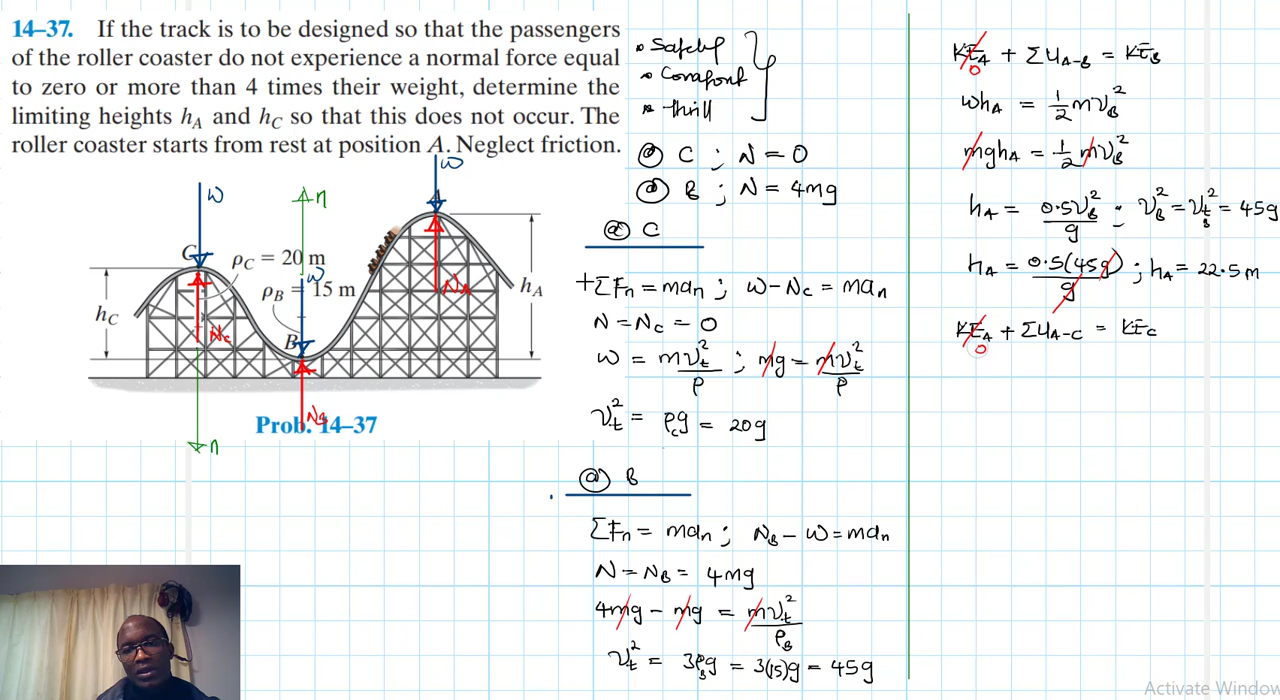 14–37. If the track is to be designed so that the passengers
of the roller coaster do not experience a normal force equal
to zero or more than 4 times their weight, determine the
limiting heights hA and hC so that this does not occur. The
roller coaster starts from rest at position A. Neglect friction.
W
W
n
A
C
ρC = 20 m
W
ρB = 15 m
NA
hA
hC
NC
B
NB
Prob. 14–37
n
• Safety
• Comfort
• thrill
@ C ; N = 0
@ B ; N = 4mg
@ C
+ΣFn = man ; W − Nc = man
N = Nc = 0
W = mvt²/ρ ; mg = mvt²/ρ
vt² = ρcg = 20g
@ B
ΣFn = man ; NB − W = man
N = NB = 4mg
4mg − mg = mvt²/ρB
vt² = 3ρBg = 3(15)g = 45g
KEA + ΣUA-B = KEB
0
WhA = 1/2 mvB²
mghA = 1/2 mvB²
hA = 0.5vB²/g ; vB² = vtB² = 45g
hA = 0.5(45g)/g ; hA = 22.5m
KEA + ΣUA-C = KEC
0
Activate Window